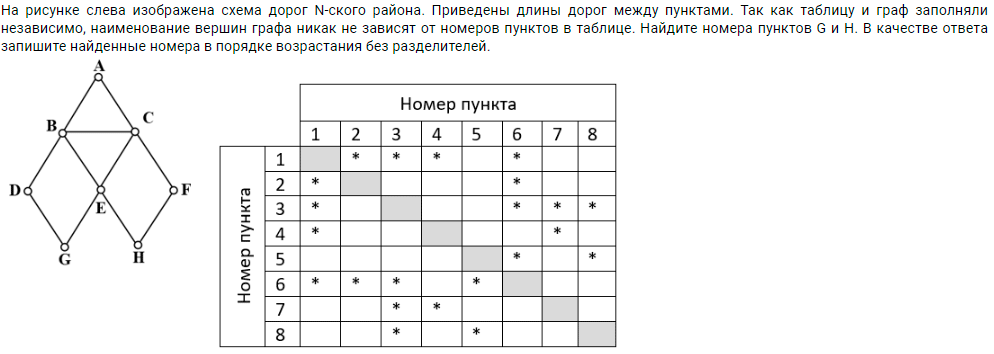 На рисунке слева изображена схема дорог N-ского района. Приведены длины дорог между пунктами. Так как таблицу и граф заполняли
независимо, наименование вершин графа никак не зависят от номеров пунктов в таблице. Найдите номера пунктов G и H. В качестве ответа
запишите найденные номера в порядке возрастания без разделителей.
A
B C
D E F
G H
Номер пункта
1 2 3 4 5 6 7 8
Номер пункта
1 * * * *
2 * *
3 * * * *
4 * *
5 * *
6 * * * *
7 * *
8 * *